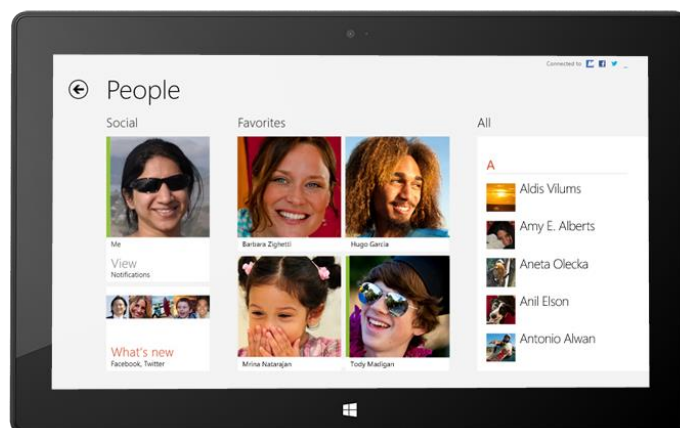 Connected to
People
Social
Favorites
All
Me
View
Notifications
What's new
Facebook, Twitter
Barbara Zighetti
Hugo Garcia
Mrina Natarajan
Tody Madigan
A
Aldis Vilums
Amy E. Alberts
Aneta Olecka
Anil Elson
Antonio Alwan